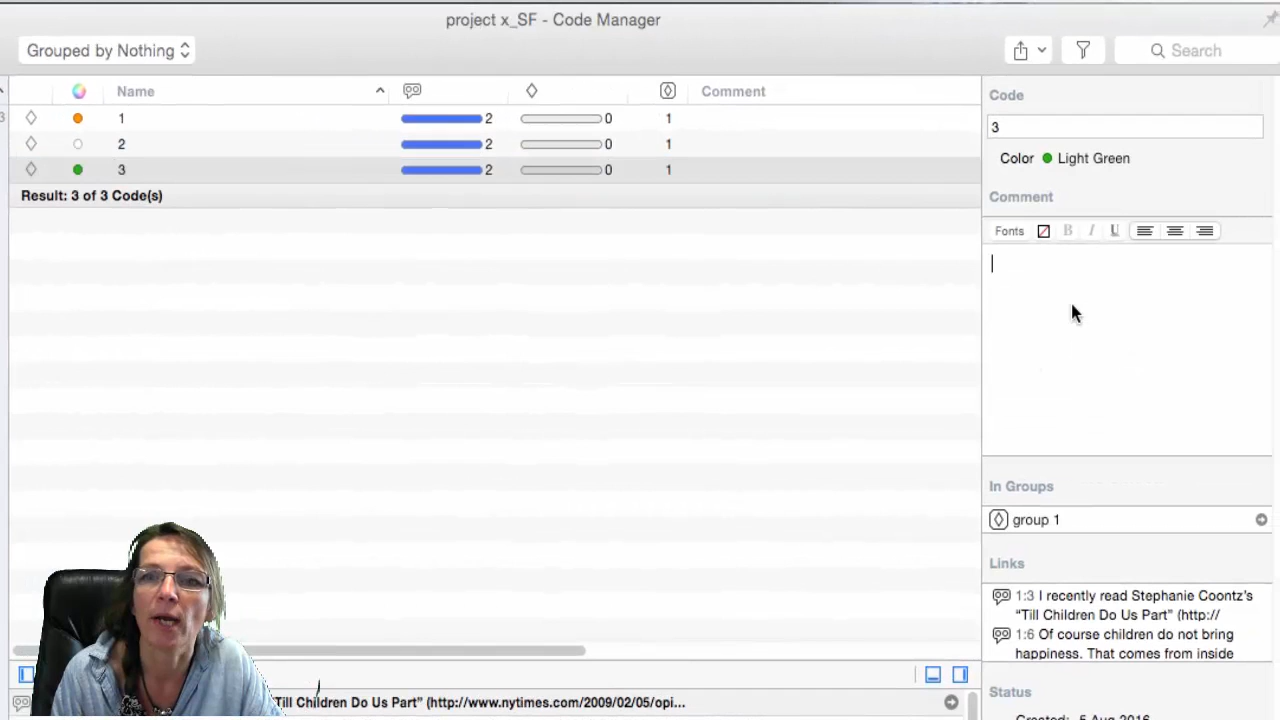 project x_SF - Code Manager
Grouped by Nothing
Search
Name
Comment
1 2 0 1
2 2 0 1
3 2 0 1
Result: 3 of 3 Code(s)
Code
3
Color Light Green
Comment
Fonts B I U
In Groups
group 1
Links
1:3 I recently read Stephanie Coontz's
"Till Children Do Us Part" (http://
1:6 Of course children do not bring
happiness. That comes from inside
Status
Created: 5 Aug 2016
Till Children Do Us Part" (http://www.nytimes.com/2009/02/05/opi...